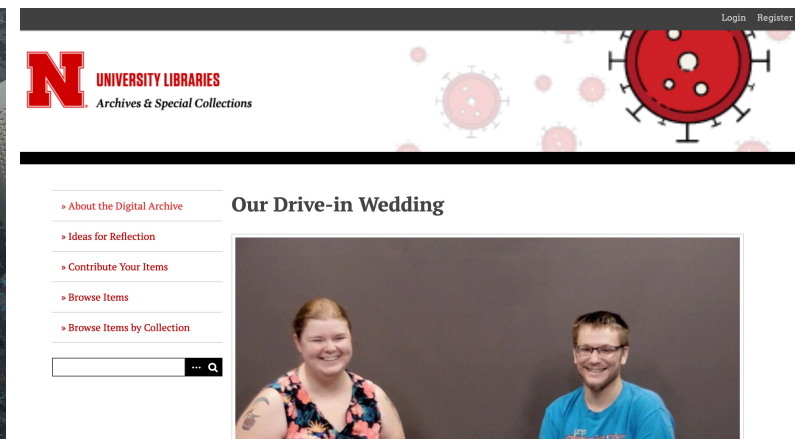 Login Register
N
UNIVERSITY LIBRARIES
Archives & Special Collections
» About the Digital Archive
Our Drive-in Wedding
» Ideas for Reflection
» Contribute Your Items
» Browse Items
» Browse Items by Collection
...